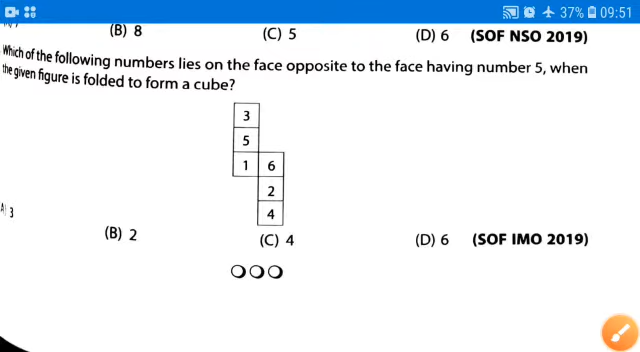 37% 09:51
(B) 8 (C) 5 (D) 6 (SOF NSO 2019)
Which of the following numbers lies on the face opposite to the face having number 5, when
the given figure is folded to form a cube?
3
5
1 6
2
4
A) 3
(B) 2 (C) 4 (D) 6 (SOF IMO 2019)